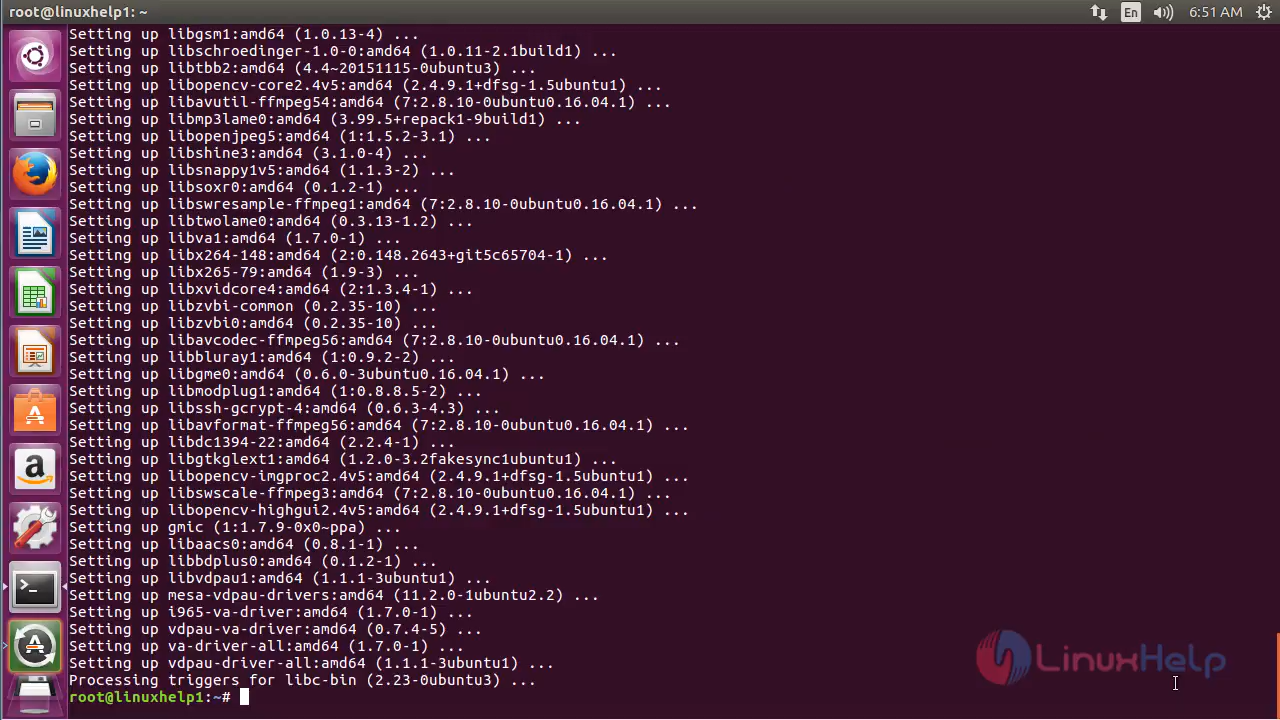 root@linuxhelp1: ~
En
6:51 AM
Setting up libgsm1:amd64 (1.0.13-4) ...
Setting up libschroedinger-1.0-0:amd64 (1.0.11-2.1build1) ...
Setting up libtbb2:amd64 (4.4~20151115-0ubuntu3) ...
Setting up libopencv-core2.4v5:amd64 (2.4.9.1+dfsg-1.5ubuntu1) ...
Setting up libavutil-ffmpeg54:amd64 (7:2.8.10-0ubuntu0.16.04.1) ...
Setting up libmp3lame0:amd64 (3.99.5+repack1-9build1) ...
Setting up libopenjpeg5:amd64 (1:1.5.2-3.1) ...
Setting up libshine3:amd64 (3.1.0-4) ...
Setting up libsnappy1v5:amd64 (1.1.3-2) ...
Setting up libsoxr0:amd64 (0.1.2-1) ...
Setting up libswresample-ffmpeg1:amd64 (7:2.8.10-0ubuntu0.16.04.1) ...
Setting up libtwolame0:amd64 (0.3.13-1.2) ...
Setting up libva1:amd64 (1.7.0-1) ...
Setting up libx264-148:amd64 (2:0.148.2643+git5c65704-1) ...
Setting up libx265-79:amd64 (1.9-3) ...
Setting up libxvidcore4:amd64 (2:1.3.4-1) ...
Setting up libzvbi-common (0.2.35-10) ...
Setting up libzvbi0:amd64 (0.2.35-10) ...
Setting up libavcodec-ffmpeg56:amd64 (7:2.8.10-0ubuntu0.16.04.1) ...
Setting up libbluray1:amd64 (1:0.9.2-2) ...
Setting up libgme0:amd64 (0.6.0-3ubuntu0.16.04.1) ...
Setting up libmodplug1:amd64 (1:0.8.8.5-2) ...
Setting up libssh-gcrypt-4:amd64 (0.6.3-4.3) ...
Setting up libavformat-ffmpeg56:amd64 (7:2.8.10-0ubuntu0.16.04.1) ...
Setting up libdc1394-22:amd64 (2.2.4-1) ...
Setting up libgtkglext1:amd64 (1.2.0-3.2fakesync1ubuntu1) ...
Setting up libopencv-imgproc2.4v5:amd64 (2.4.9.1+dfsg-1.5ubuntu1) ...
Setting up libswscale-ffmpeg3:amd64 (7:2.8.10-0ubuntu0.16.04.1) ...
Setting up libopencv-highgui2.4v5:amd64 (2.4.9.1+dfsg-1.5ubuntu1) ...
Setting up gmic (1:1.7.9-0x0~ppa) ...
Setting up libaacs0:amd64 (0.8.1-1) ...
Setting up libbdplus0:amd64 (0.1.2-1) ...
Setting up libvdpau1:amd64 (1.1.1-3ubuntu1) ...
Setting up mesa-vdpau-drivers:amd64 (11.2.0-1ubuntu2.2) ...
Setting up i965-va-driver:amd64 (1.7.0-1) ...
Setting up vdpau-va-driver:amd64 (0.7.4-5) ...
Setting up va-driver-all:amd64 (1.7.0-1) ...
Setting up vdpau-driver-all:amd64 (1.1.1-3ubuntu1) ...
Processing triggers for libc-bin (2.23-0ubuntu3) ...
root@linuxhelp1:~#
LinuxHelp